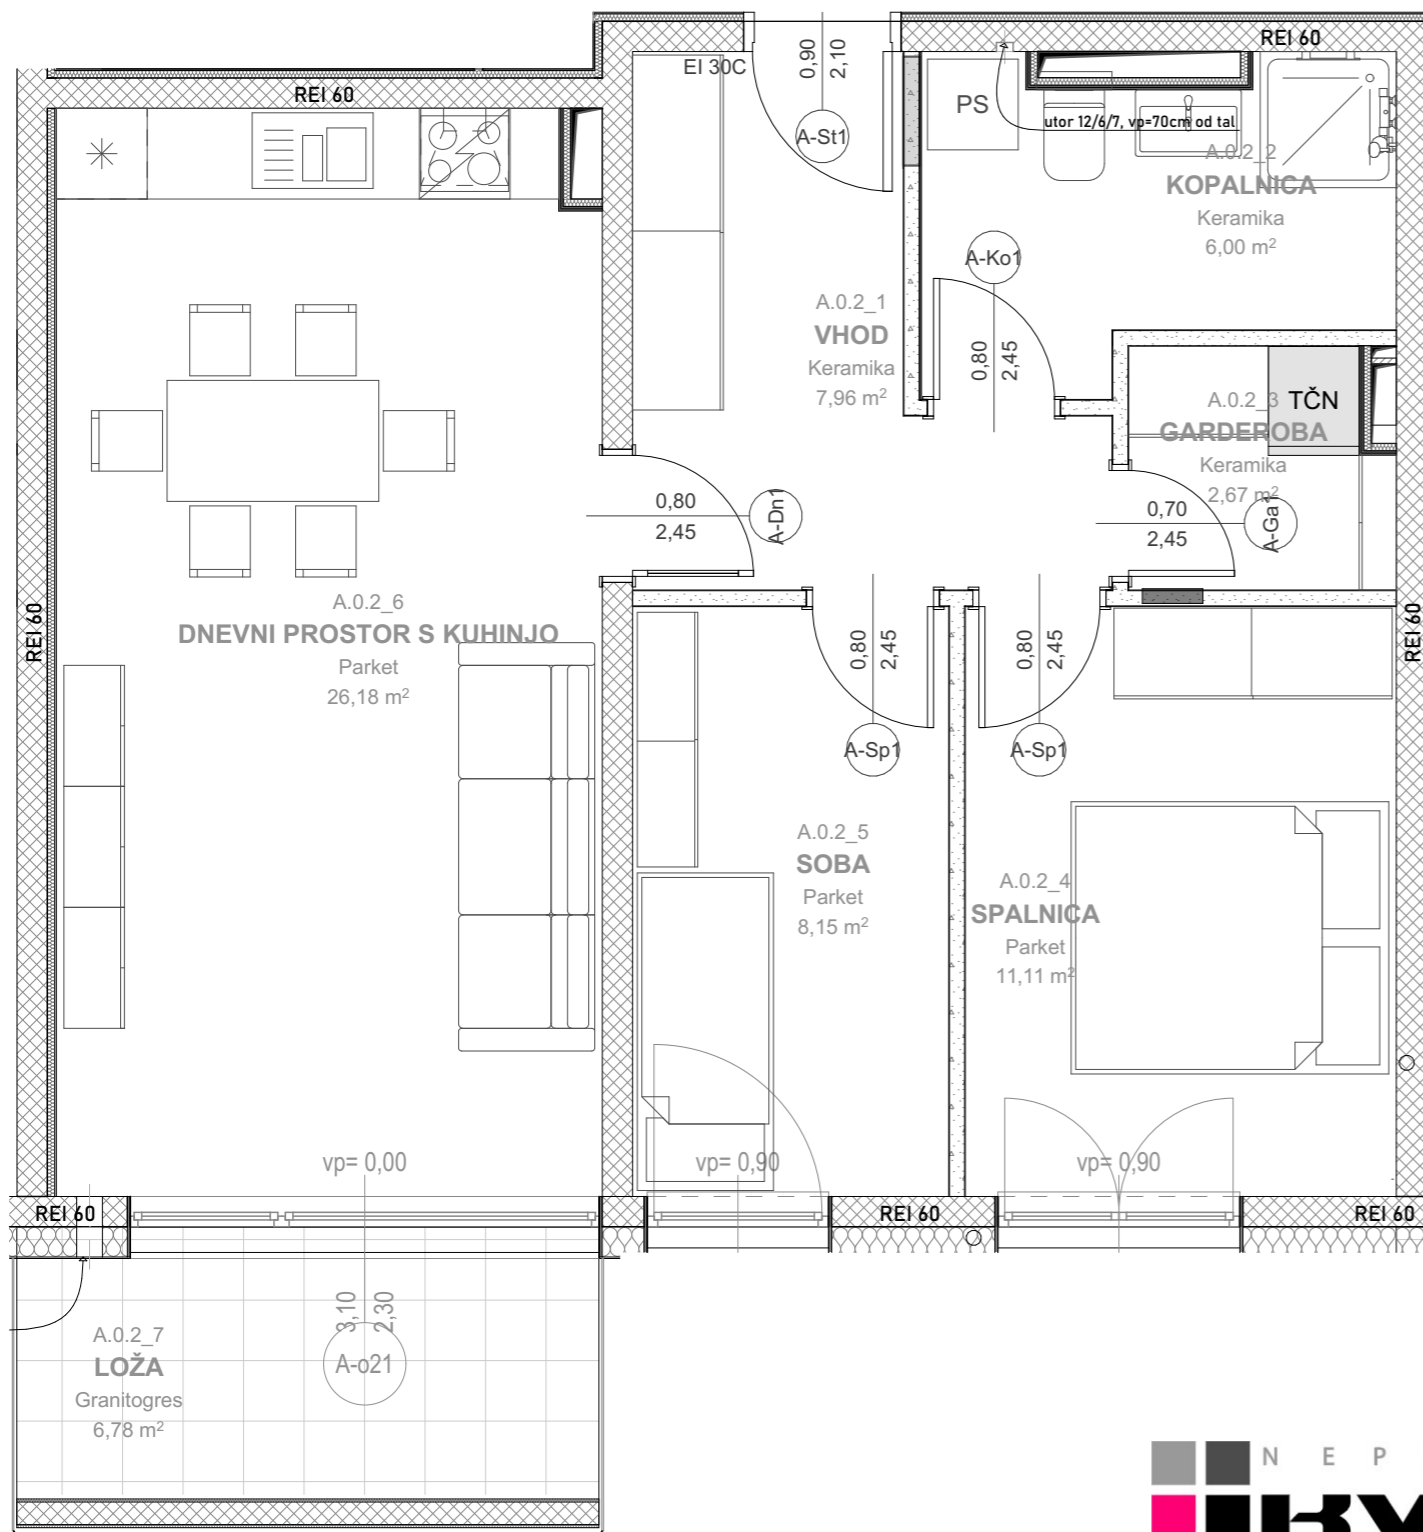 REI 60
EI 30C
0,90
2,10
A-St1
REI 60
PS
utor 12/6/7, vp=70cm od tal
A.0.2_2
KOPALNICA
Keramika
6,00 m²
A-Ko1
0,80
2,45
A.0.2_1
VHOD
Keramika
7,96 m²
A.0.2_3
TČN
GARDEROBA
Keramika
2,67 m²
0,70
2,45
A-Ga1
0,80
2,45
A-Dn1
A.0.2_6
DNEVNI PROSTOR S KUHINJO
Parket
26,18 m²
REI 60
REI 60
0,80
2,45
A-Sp1
0,80
2,45
A-Sp1
A.0.2_5
SOBA
Parket
8,15 m²
A.0.2_4
SPALNICA
Parket
11,11 m²
vp= 0,00
vp= 0,90
vp= 0,90
REI 60
REI 60
REI 60
3,10
2,30
A-o21
A.0.2_7
LOŽA
Granitogres
6,78 m²
N E P